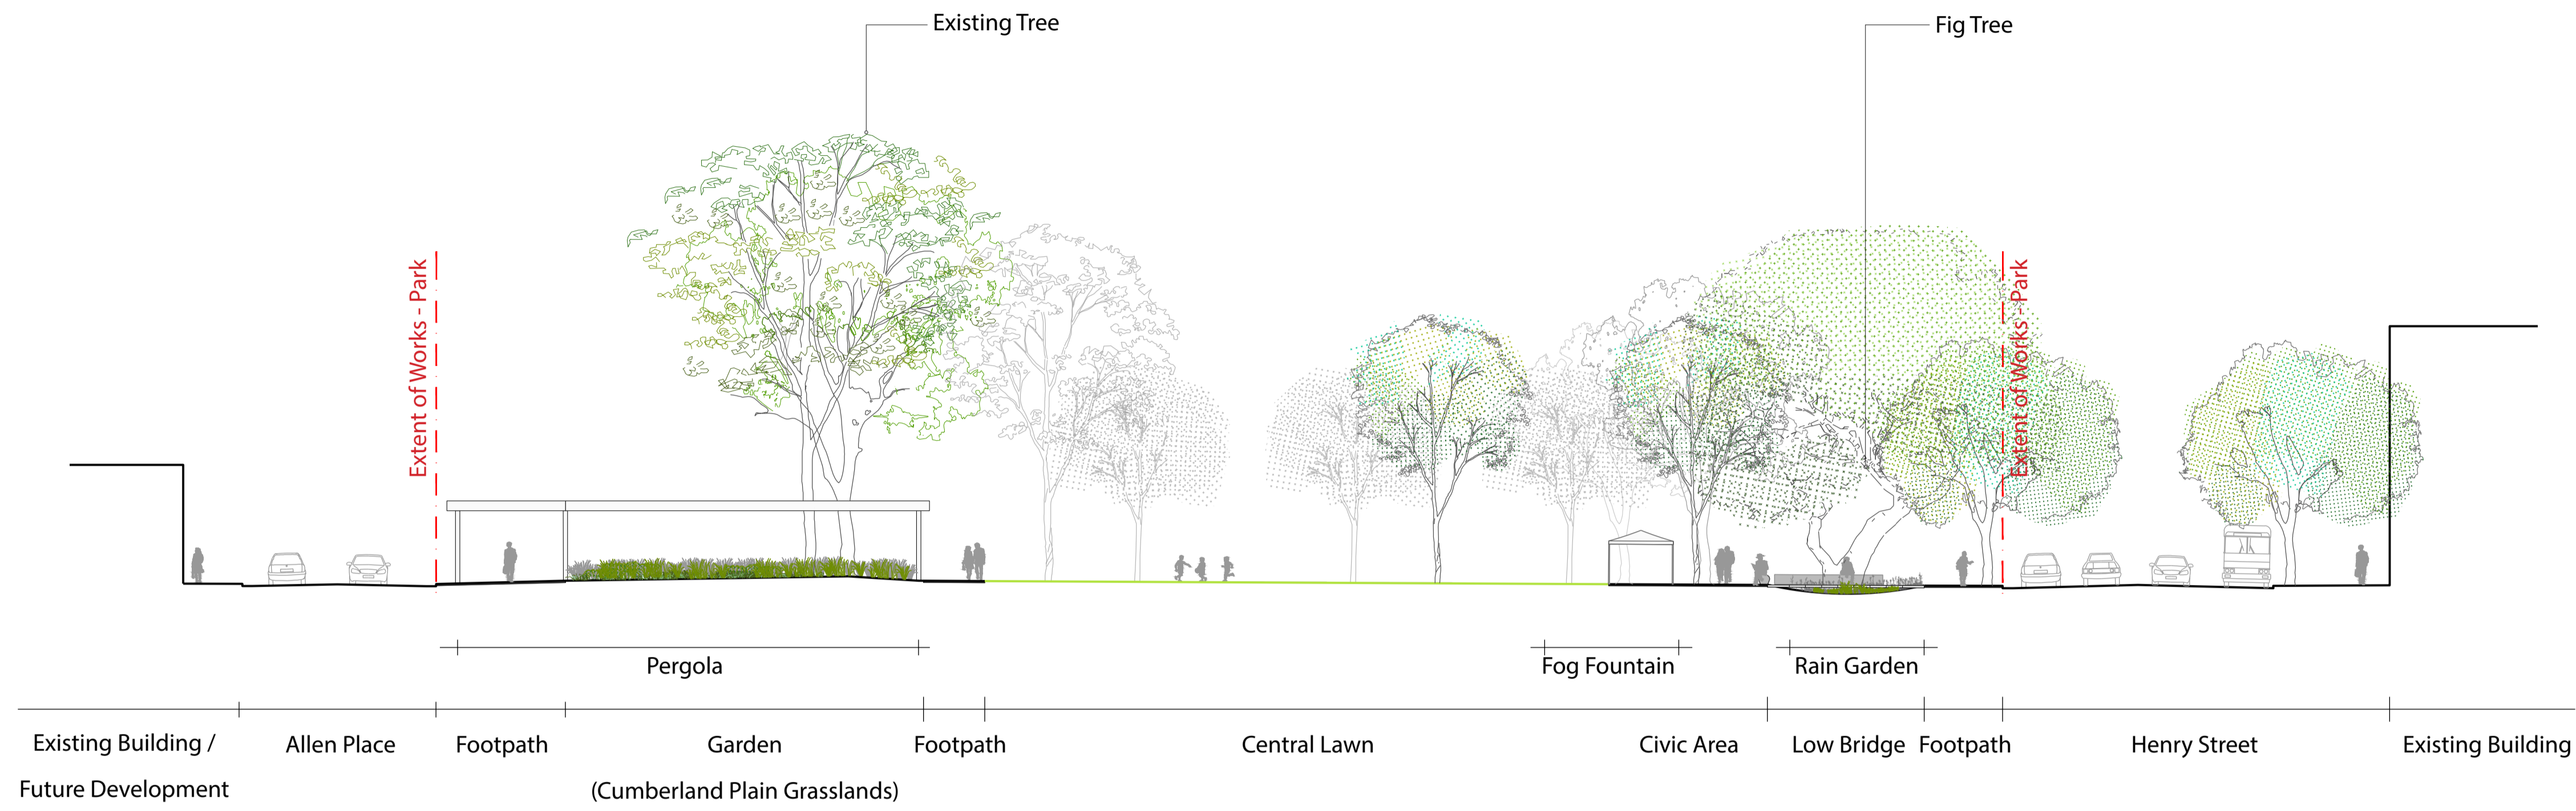 Existing Tree
Fig Tree
Extent of Works - Park
Extent of Works - Park
Pergola
Fog Fountain
Rain Garden
Existing Building /
Future Development
Allen Place
Footpath
Garden
(Cumberland Plain Grasslands)
Footpath
Central Lawn
Civic Area
Low Bridge
Footpath
Henry Street
Existing Building